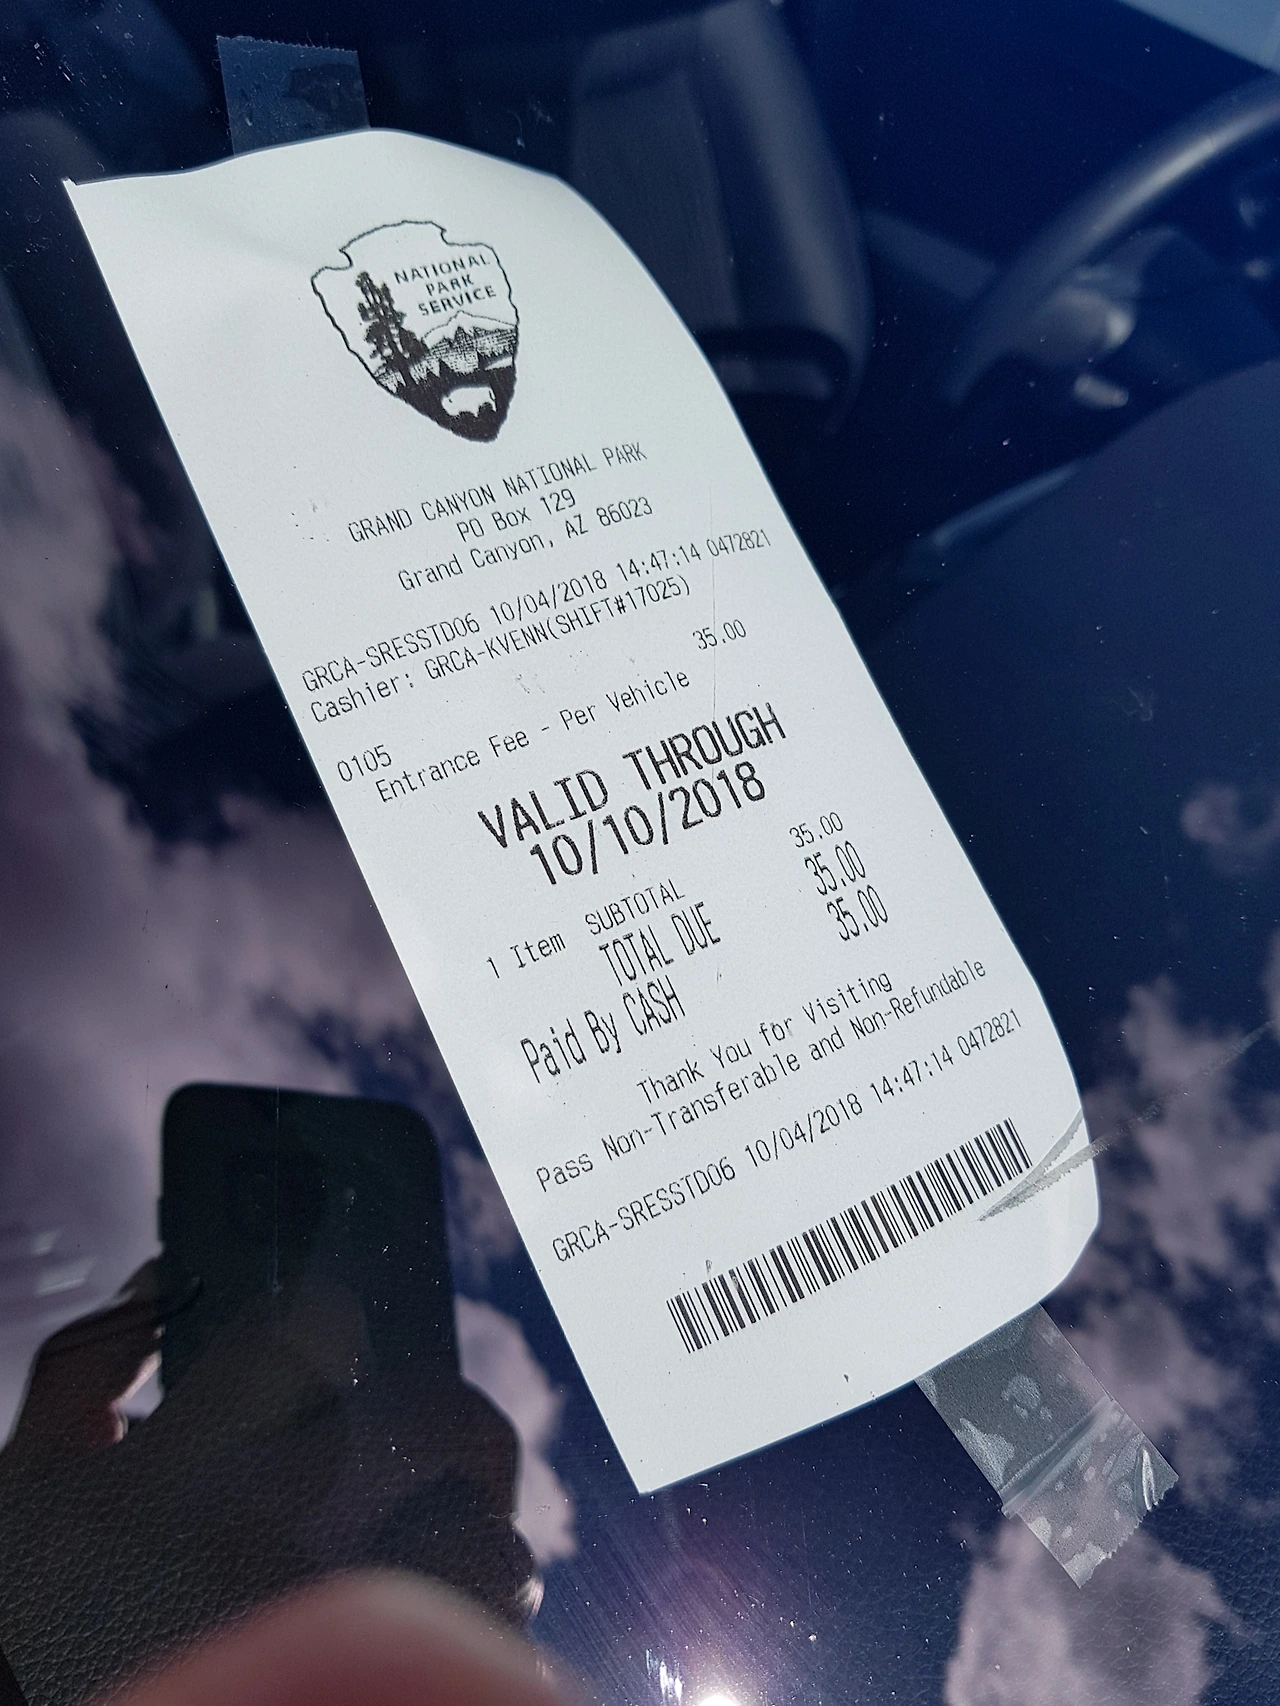 NATIONAL
PARK
SERVICE
GRAND CANYON NATIONAL PARK
PO Box 129
Grand Canyon, AZ 86023
GRCA-SRESSTD06 10/04/2018 14:47:14 0472821
Cashier: GRCA-KVENN(SHIFT#17025)
0105 35.00
Entrance Fee - Per Vehicle
VALID THROUGH
10/10/2018
1 Item SUBTOTAL 35.00
TOTAL DUE 35.00
Paid By CASH 35.00
Thank You for Visiting
Pass Non-Transferable and Non-Refundable
GRCA-SRESSTD06 10/04/2018 14:47:14 0472821